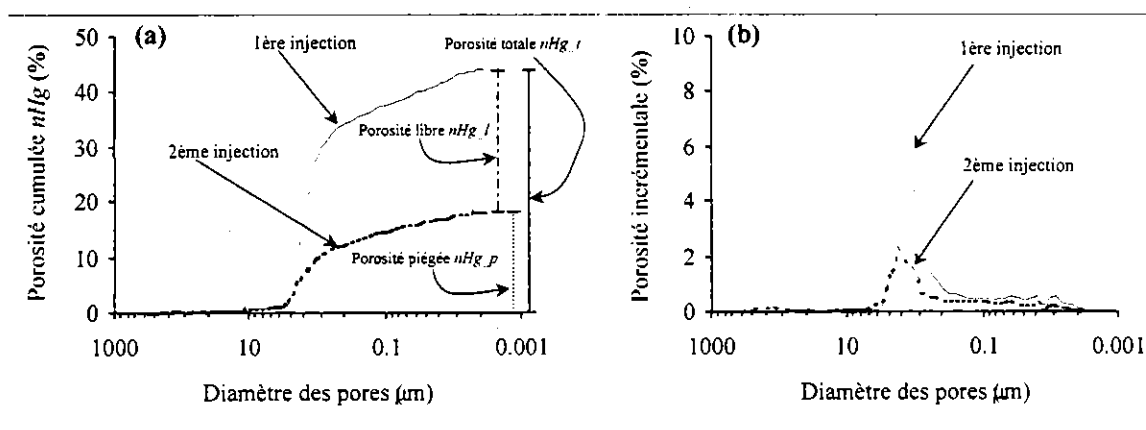 (a)
50
40
30
20
10
0
Porosité cumulée nHg (%)
1ère injection
2ème injection
Porosité totale nHg_t
Porosité libre nHg_l
Porosité piégée nHg_p
1000
10
0.1
0.001
Diamètre des pores (µm)
(b)
10
8
6
4
2
0
Porosité incrémentale (%)
1ère injection
2ème injection
1000
10
0.1
0.001
Diamètre des pores (µm)